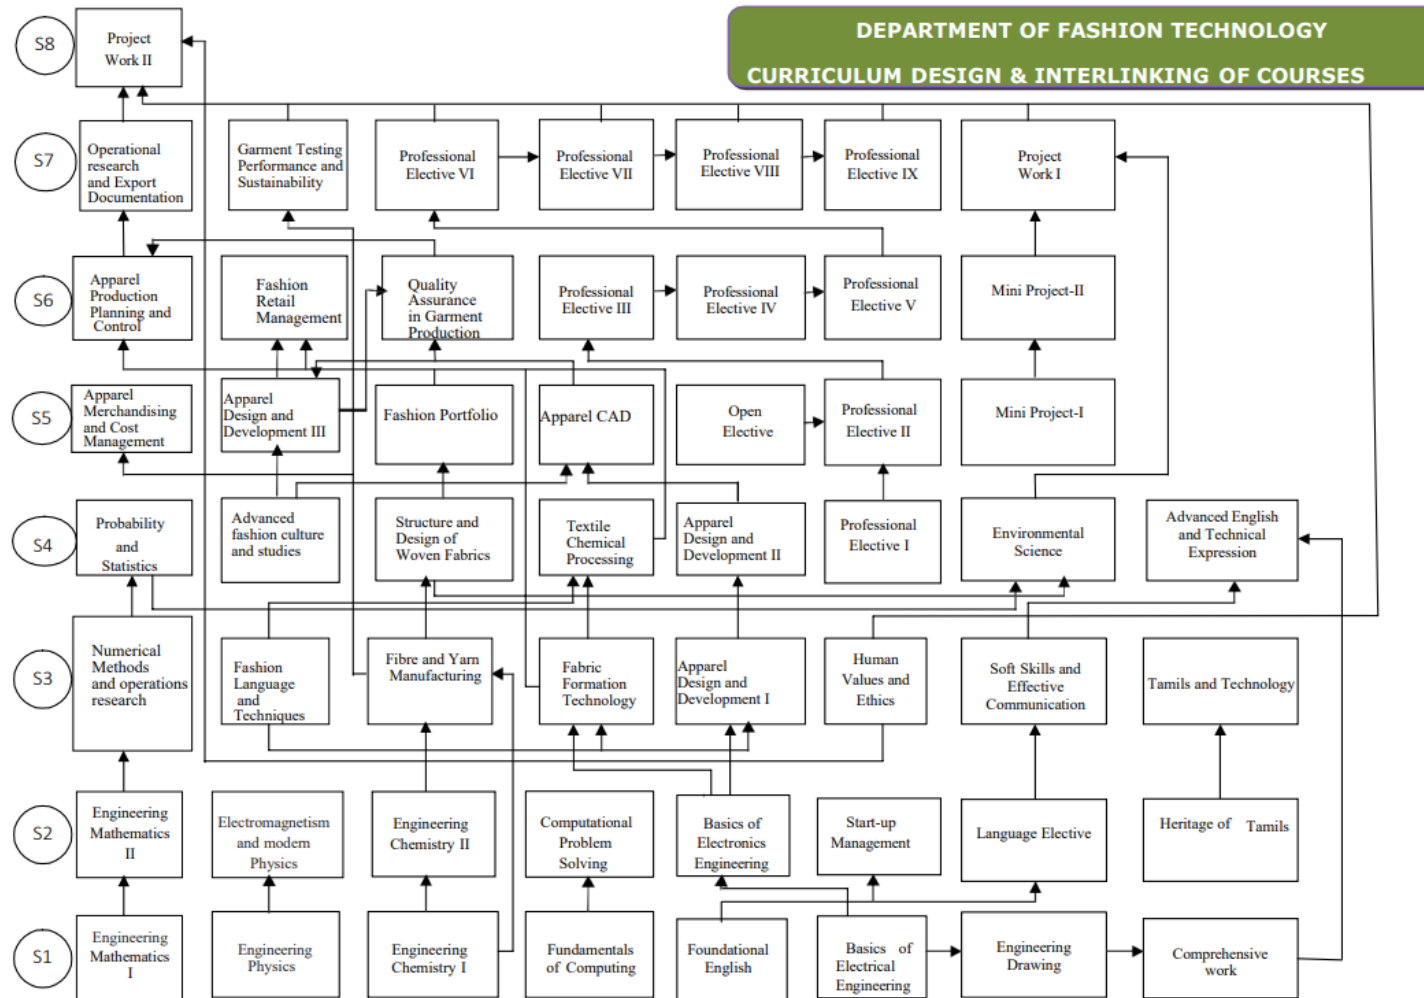 DEPARTMENT OF FASHION TECHNOLOGY
CURRICULUM DESIGN & INTERLINKING OF COURSES
S8
Project
Work II
S7
Operational
research
and Export
Documentation
Garment Testing
Performance and
Sustainability
Professional
Elective VI
Professional
Elective VII
Professional
Elective VIII
Professional
Elective IX
Project
Work I
S6
Apparel
Production
Planning and
Control
Fashion
Retail
Management
Quality
Assurance
in Garment
Production
Professional
Elective III
Professional
Elective IV
Professional
Elective V
Mini Project-II
S5
Apparel
Merchandising
and Cost
Management
Apparel
Design and
Development III
Fashion Portfolio
Apparel CAD
Open
Elective
Professional
Elective II
Mini Project-I
S4
Probability
and
Statistics
Advanced
fashion culture
and studies
Structure and
Design of
Woven Fabrics
Textile
Chemical
Processing
Apparel
Design and
Development II
Professional
Elective I
Environmental
Science
Advanced English
and Technical
Expression
S3
Numerical
Methods
and operations
research
Fashion
Language
and
Techniques
Fibre and Yarn
Manufacturing
Fabric
Formation
Technology
Apparel
Design and
Development I
Human
Values and
Ethics
Soft Skills and
Effective
Communication
Tamils and Technology
S2
Engineering
Mathematics
II
Electromagnetism
and modern
Physics
Engineering
Chemistry II
Computational
Problem
Solving
Basics of
Electronics
Engineering
Start-up
Management
Language Elective
Heritage of Tamils
S1
Engineering
Mathematics
I
Engineering
Physics
Engineering
Chemistry I
Fundamentals
of Computing
Foundational
English
Basics of
Electrical
Engineering
Engineering
Drawing
Comprehensive
work